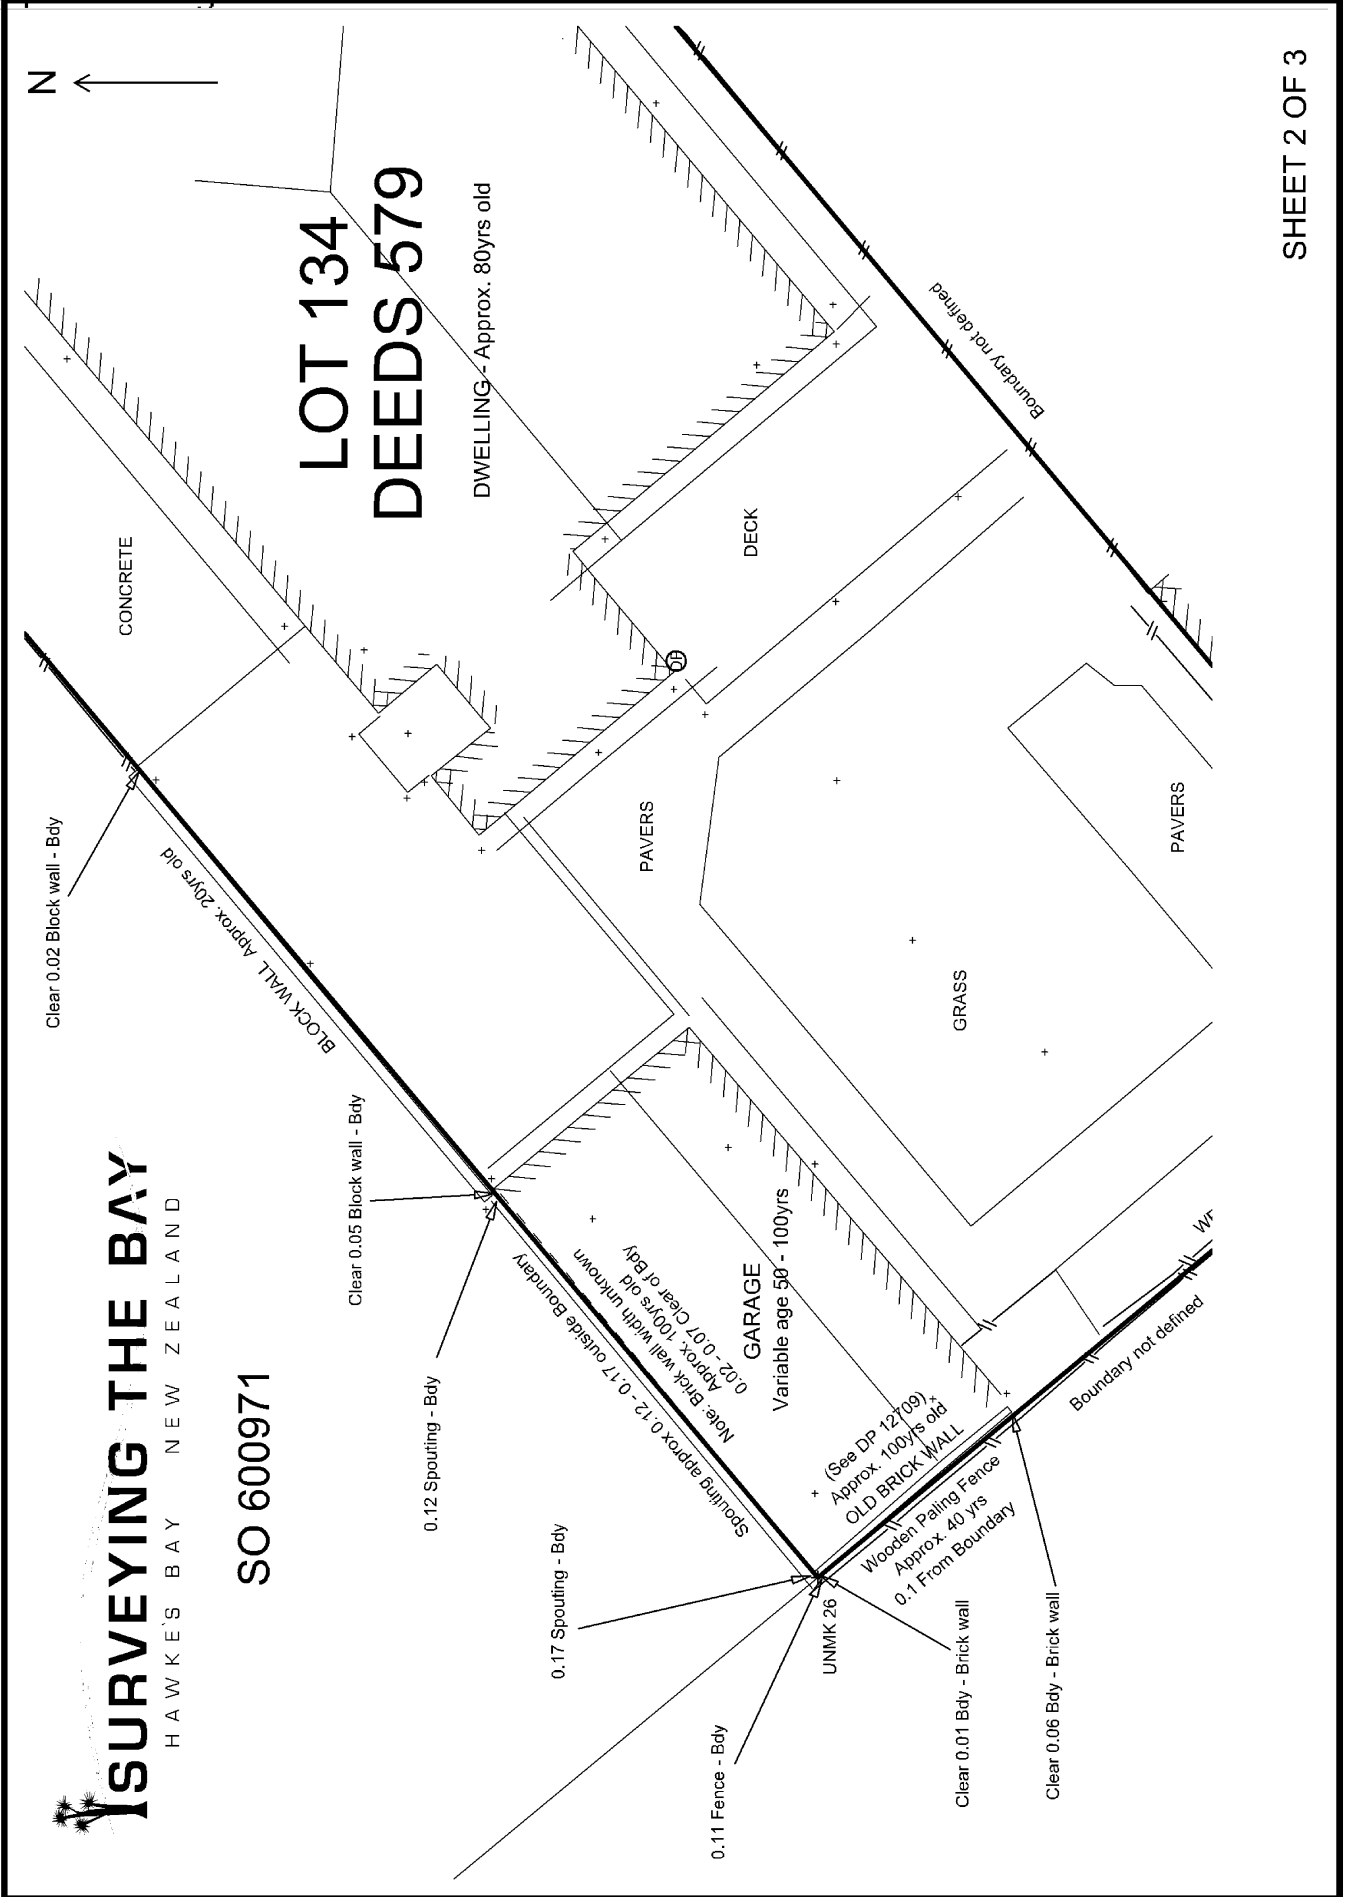 SURVEYING THE BAY
HAWKE`S BAY NEW ZEALAND
SO 600971
N
LOT 134
DEEDS 579
DWELLING - Approx. 80yrs old
CONCRETE
Clear 0.02 Block wall - Bdy
BLOCK WALL Approx. 20yrs old
Clear 0.05 Block wall - Bdy
0.12 Spouting - Bdy
0.17 Spouting - Bdy
0.11 Fence - Bdy
UNMK 26
Spouting approx 0.12 - 0.17 outside Boundary
Note: Brick wall width unknown
Approx. 100yrs old
0.02 - 0.07 Clear of Bdy
GARAGE
Variable age 50 - 100yrs
(See DP 12709)
Approx. 100yrs old
OLD BRICK WALL
Wooden Paling Fence
Approx. 40 yrs
0.1 From Boundary
Clear 0.01 Bdy - Brick wall
Clear 0.06 Bdy - Brick wall
Boundary not defined
DP
DECK
PAVERS
GRASS
PAVERS
Boundary not defined
SHEET 2 OF 3